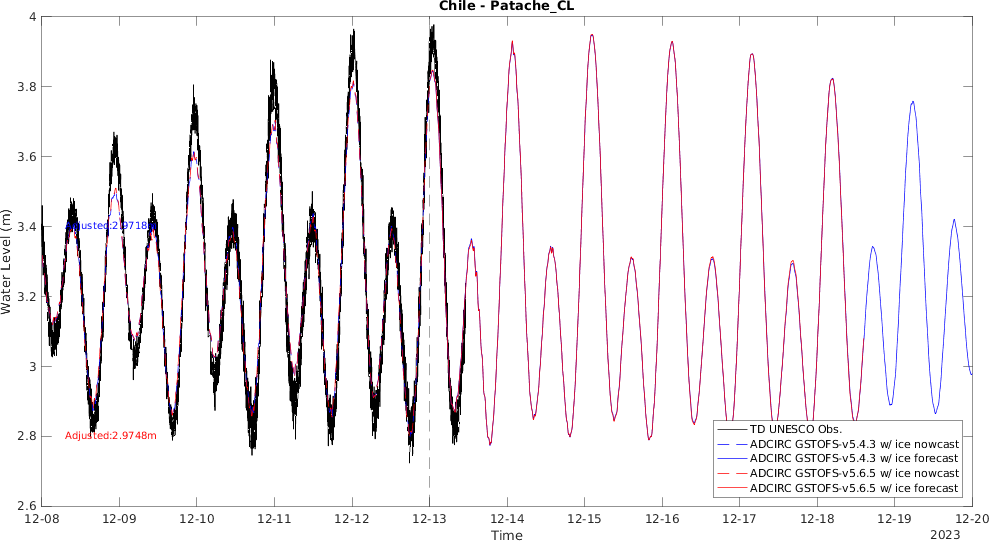 Chile - Patache_CL
Water Level (m)
4
3.8
3.6
3.4
3.2
3
2.8
2.6
Adjusted:2.9718m
Adjusted:2.9748m
TD UNESCO Obs.
ADCIRC GSTOFS-v5.4.3 w/ ice nowcast
ADCIRC GSTOFS-v5.4.3 w/ ice forecast
ADCIRC GSTOFS-v5.6.5 w/ ice nowcast
ADCIRC GSTOFS-v5.6.5 w/ ice forecast
12-08 12-09 12-10 12-11 12-12 12-13 12-14 12-15 12-16 12-17 12-18 12-19 12-20
Time
2023